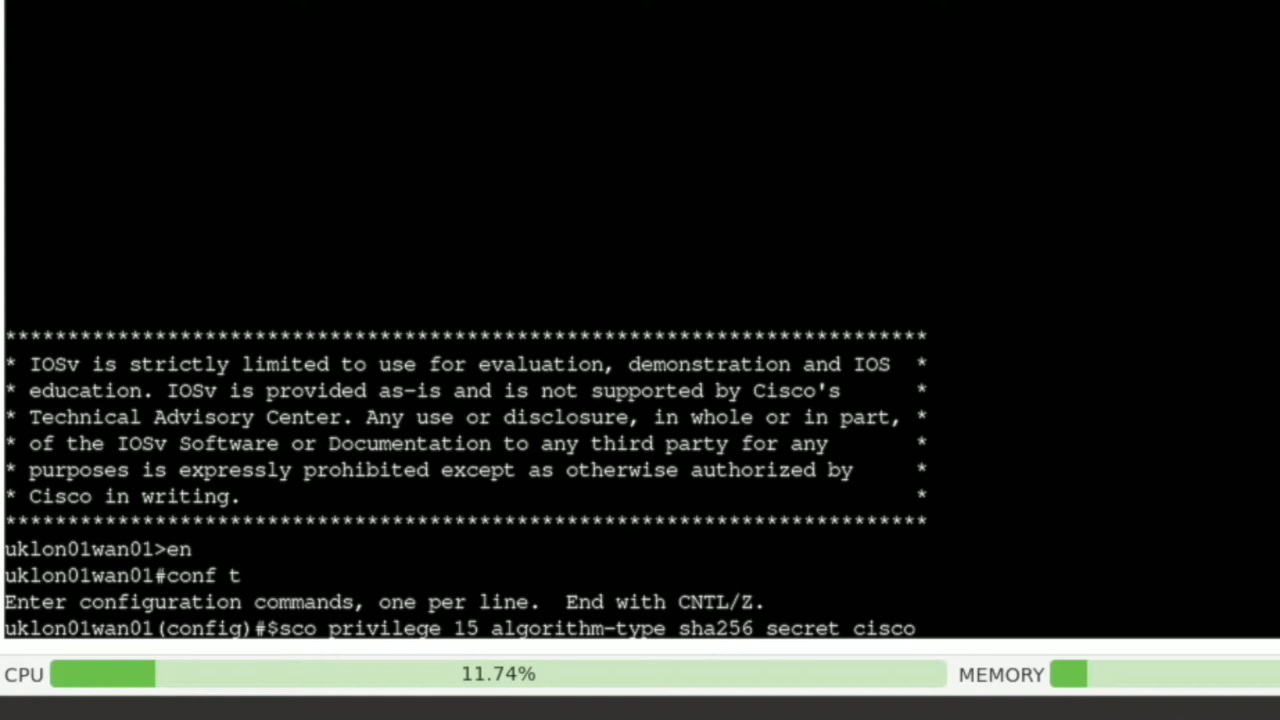 ******************************************************************************
* IOSv is strictly limited to use for evaluation, demonstration and IOS *
* education. IOSv is provided as-is and is not supported by Cisco's *
* Technical Advisory Center. Any use or disclosure, in whole or in part, *
* of the IOSv Software or Documentation to any third party for any *
* purposes is expressly prohibited except as otherwise authorized by *
* Cisco in writing. *
******************************************************************************
uklon01wan01>en
uklon01wan01#conf t
Enter configuration commands, one per line.  End with CNTL/Z.
uklon01wan01(config)#$sco privilege 15 algorithm-type sha256 secret cisco
CPU 11.74% MEMORY